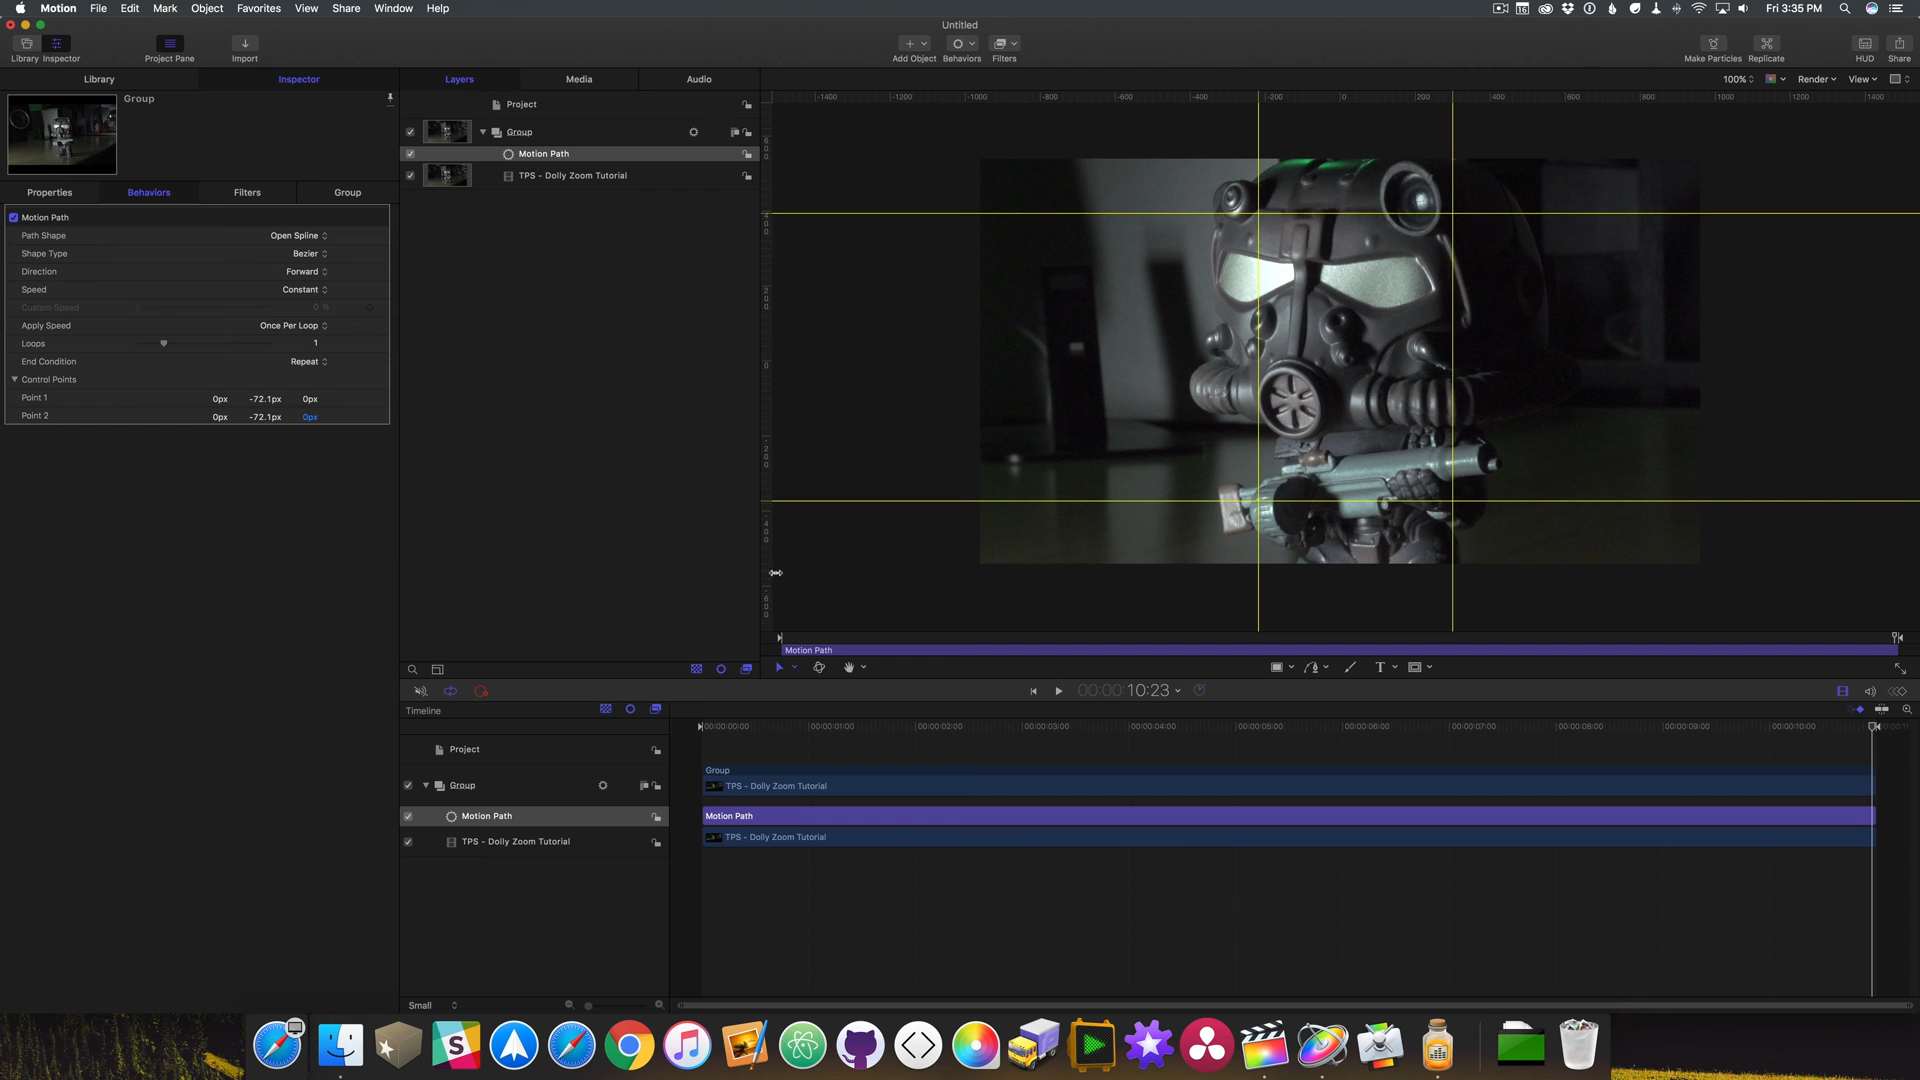 Motion File Edit Mark Object Favorites View Share Window Help
16 Fri 3:35 PM
Untitled
Library Inspector Project Pane Import Add Object Behaviors Filters Make Particles Replicate HUD Share
Library Inspector Layers Media Audio
100% Render View
Group
-1400 -1200 -1000 -800 -600 -400 -200 0 200 400 600 800 1000 1200 1400
Project
Group
Motion Path
TPS - Dolly Zoom Tutorial
Properties Behaviors Filters Group
Motion Path
Path Shape Open Spline
Shape Type Bezier
Direction Forward
Speed Constant
Custom Speed 0 %
Apply Speed Once Per Loop
Loops 1
End Condition Repeat
Control Points
Point 1 0px -72.1px 0px
Point 2 0px -72.1px 0px
600
400
200
0
-200
-400
-600
Motion Path
T
00:00:00:10:23
Timeline
00:00:00:00 00:00:01:00 00:00:02:00 00:00:03:00 00:00:04:00 00:00:05:00 00:00:06:00 00:00:07:00 00:00:08:00 00:00:09:00 00:00:10:00
Project
Group
Group
TPS - Dolly Zoom Tutorial
Motion Path
Motion Path
TPS - Dolly Zoom Tutorial
TPS - Dolly Zoom Tutorial
Small
S